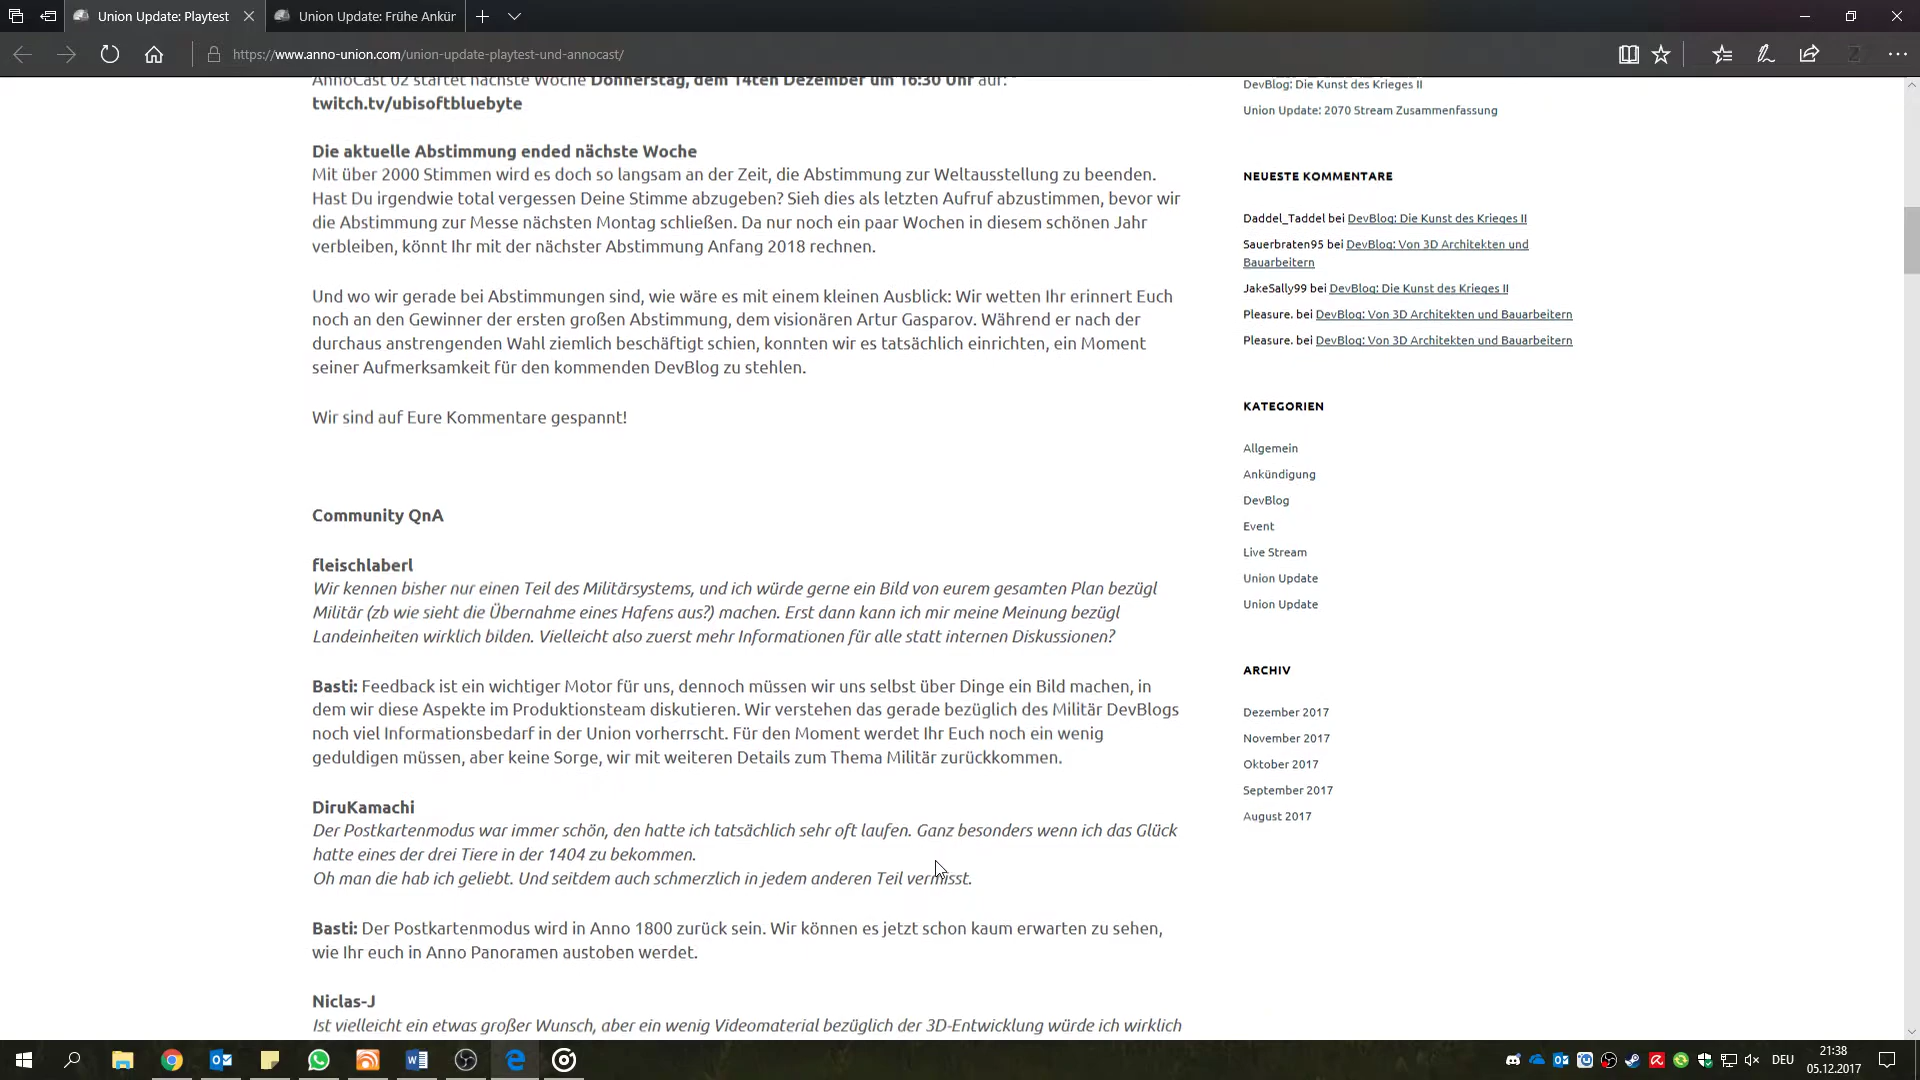 Union Update: Playtest
Union Update: Frühe Ankür
https://www.anno-union.com/union-update-playtest-und-annocast/
AnnoCast 02 startet nächste Woche Donnerstag, dem 14ten Dezember um 16:30 Uhr auf:
twitch.tv/ubisoftbluebyte
Die aktuelle Abstimmung ended nächste Woche
Mit über 2000 Stimmen wird es doch so langsam an der Zeit, die Abstimmung zur Weltausstellung zu beenden.
Hast Du irgendwie total vergessen Deine Stimme abzugeben? Sieh dies als letzten Aufruf abzustimmen, bevor wir
die Abstimmung zur Messe nächsten Montag schließen. Da nur noch ein paar Wochen in diesem schönen Jahr
verbleiben, könnt Ihr mit der nächster Abstimmung Anfang 2018 rechnen.
Und wo wir gerade bei Abstimmungen sind, wie wäre es mit einem kleinen Ausblick: Wir wetten Ihr erinnert Euch
noch an den Gewinner der ersten großen Abstimmung, dem visionären Artur Gasparov. Während er nach der
durchaus anstrengenden Wahl ziemlich beschäftigt schien, konnten wir es tatsächlich einrichten, ein Moment
seiner Aufmerksamkeit für den kommenden DevBlog zu stehlen.
Wir sind auf Eure Kommentare gespannt!
Community QnA
fleischlaberl
Wir kennen bisher nur einen Teil des Militärsystems, und ich würde gerne ein Bild von eurem gesamten Plan bezügl
Militär (zb wie sieht die Übernahme eines Hafens aus?) machen. Erst dann kann ich mir meine Meinung bezügl
Landeinheiten wirklich bilden. Vielleicht also zuerst mehr Informationen für alle statt internen Diskussionen?
Basti: Feedback ist ein wichtiger Motor für uns, dennoch müssen wir uns selbst über Dinge ein Bild machen, in
dem wir diese Aspekte im Produktionsteam diskutieren. Wir verstehen das gerade bezüglich des Militär DevBlogs
noch viel Informationsbedarf in der Union vorherrscht. Für den Moment werdet Ihr Euch noch ein wenig
geduldigen müssen, aber keine Sorge, wir mit weiteren Details zum Thema Militär zurückkommen.
DiruKamachi
Der Postkartenmodus war immer schön, den hatte ich tatsächlich sehr oft laufen. Ganz besonders wenn ich das Glück
hatte eines der drei Tiere in der 1404 zu bekommen.
Oh man die hab ich geliebt. Und seitdem auch schmerzlich in jedem anderen Teil vermisst.
Basti: Der Postkartenmodus wird in Anno 1800 zurück sein. Wir können es jetzt schon kaum erwarten zu sehen,
wie Ihr euch in Anno Panoramen austoben werdet.
Niclas-J
Ist vielleicht ein etwas großer Wunsch, aber ein wenig Videomaterial bezüglich der 3D-Entwicklung würde ich wirklich
DevBlog: Die Kunst des Krieges II
Union Update: 2070 Stream Zusammenfassung
NEUESTE KOMMENTARE
Daddel_Taddel bei DevBlog: Die Kunst des Krieges II
Sauerbraten95 bei DevBlog: Von 3D Architekten und
Bauarbeitern
JakeSally99 bei DevBlog: Die Kunst des Krieges II
Pleasure. bei DevBlog: Von 3D Architekten und Bauarbeitern
Pleasure. bei DevBlog: Von 3D Architekten und Bauarbeitern
KATEGORIEN
Allgemein
Ankündigung
DevBlog
Event
Live Stream
Union Update
Union Update
ARCHIV
Dezember 2017
November 2017
Oktober 2017
September 2017
August 2017
DEU
21:38
05.12.2017